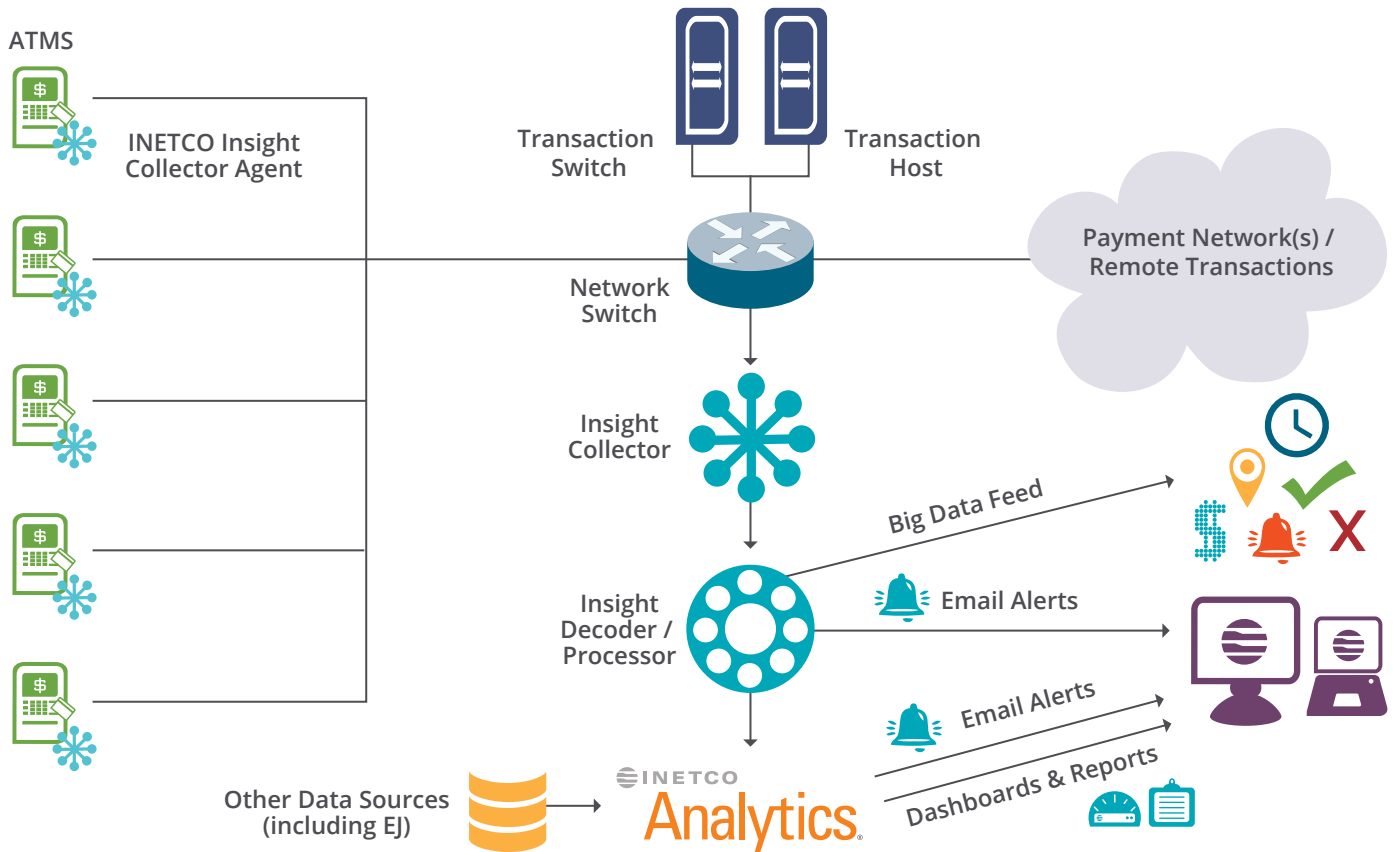 ATMS
INETCO Insight
Collector Agent
Transaction
Switch
Transaction
Host
Payment Network(s) /
Remote Transactions
Network
Switch
Insight
Collector
Big Data Feed
$
X
Insight
Decoder /
Processor
Email Alerts
Email Alerts
Dashboards & Reports
Other Data Sources
(including EJ)
INETCO
Analytics®
$
$
$
$
$